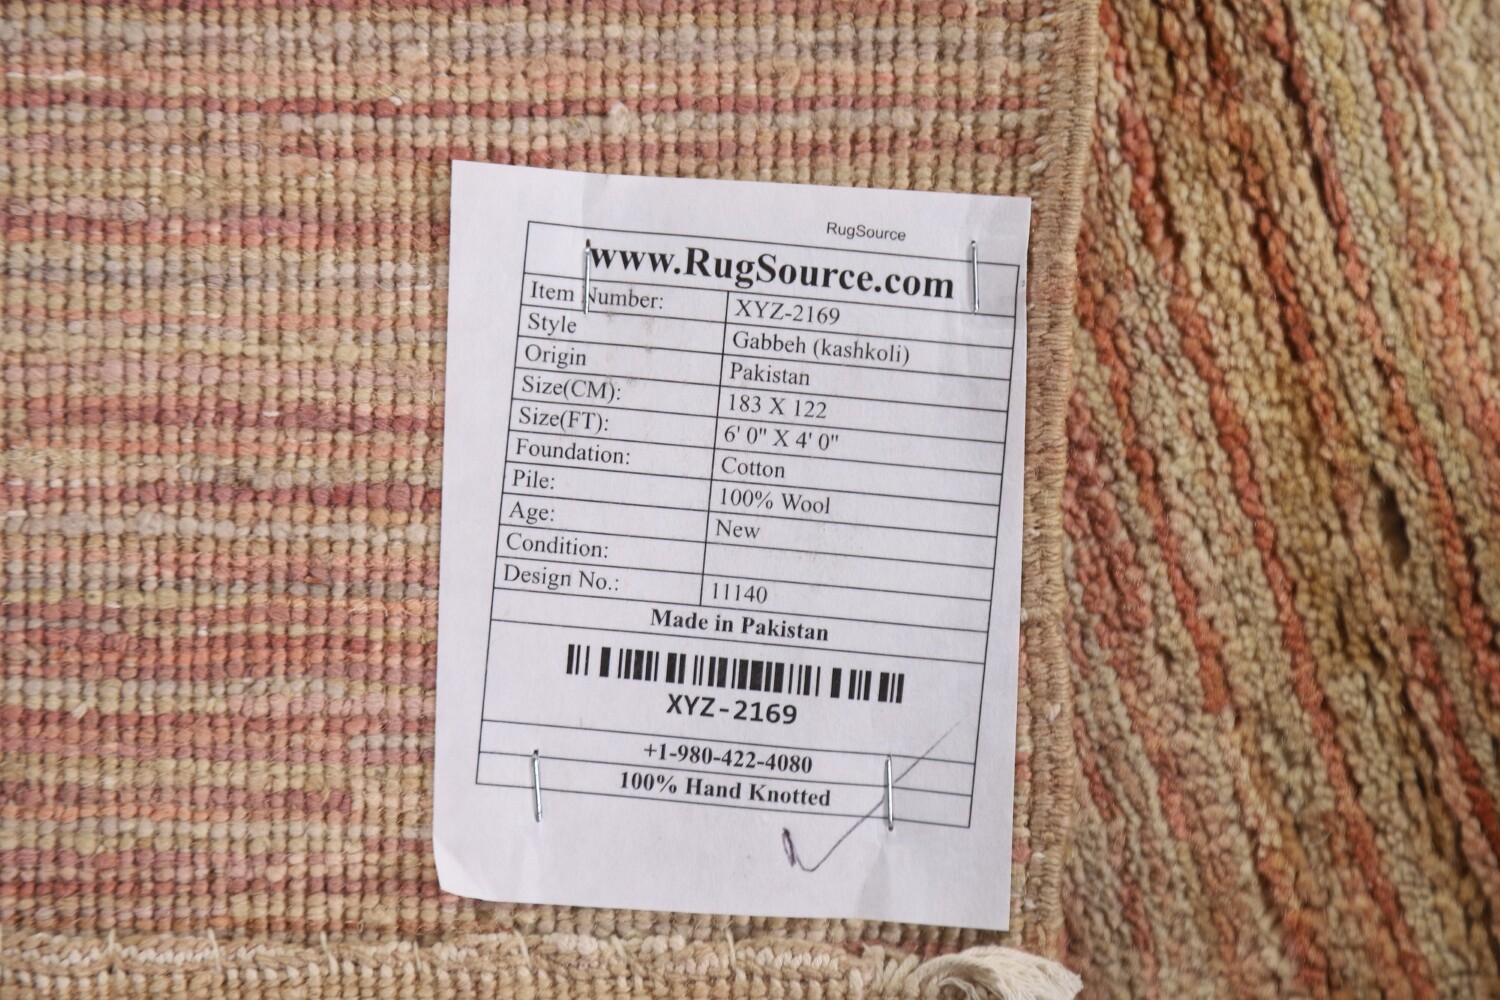 RugSource
www.RugSource.com
Item Number: XYZ-2169
Style Gabbeh (kashkoli)
Origin Pakistan
Size(CM): 183 X 122
Size(FT): 6' 0" X 4' 0"
Foundation: Cotton
Pile: 100% Wool
Age: New
Condition:
Design No.: 11140
Made in Pakistan
XYZ-2169
+1-980-422-4080
100% Hand Knotted